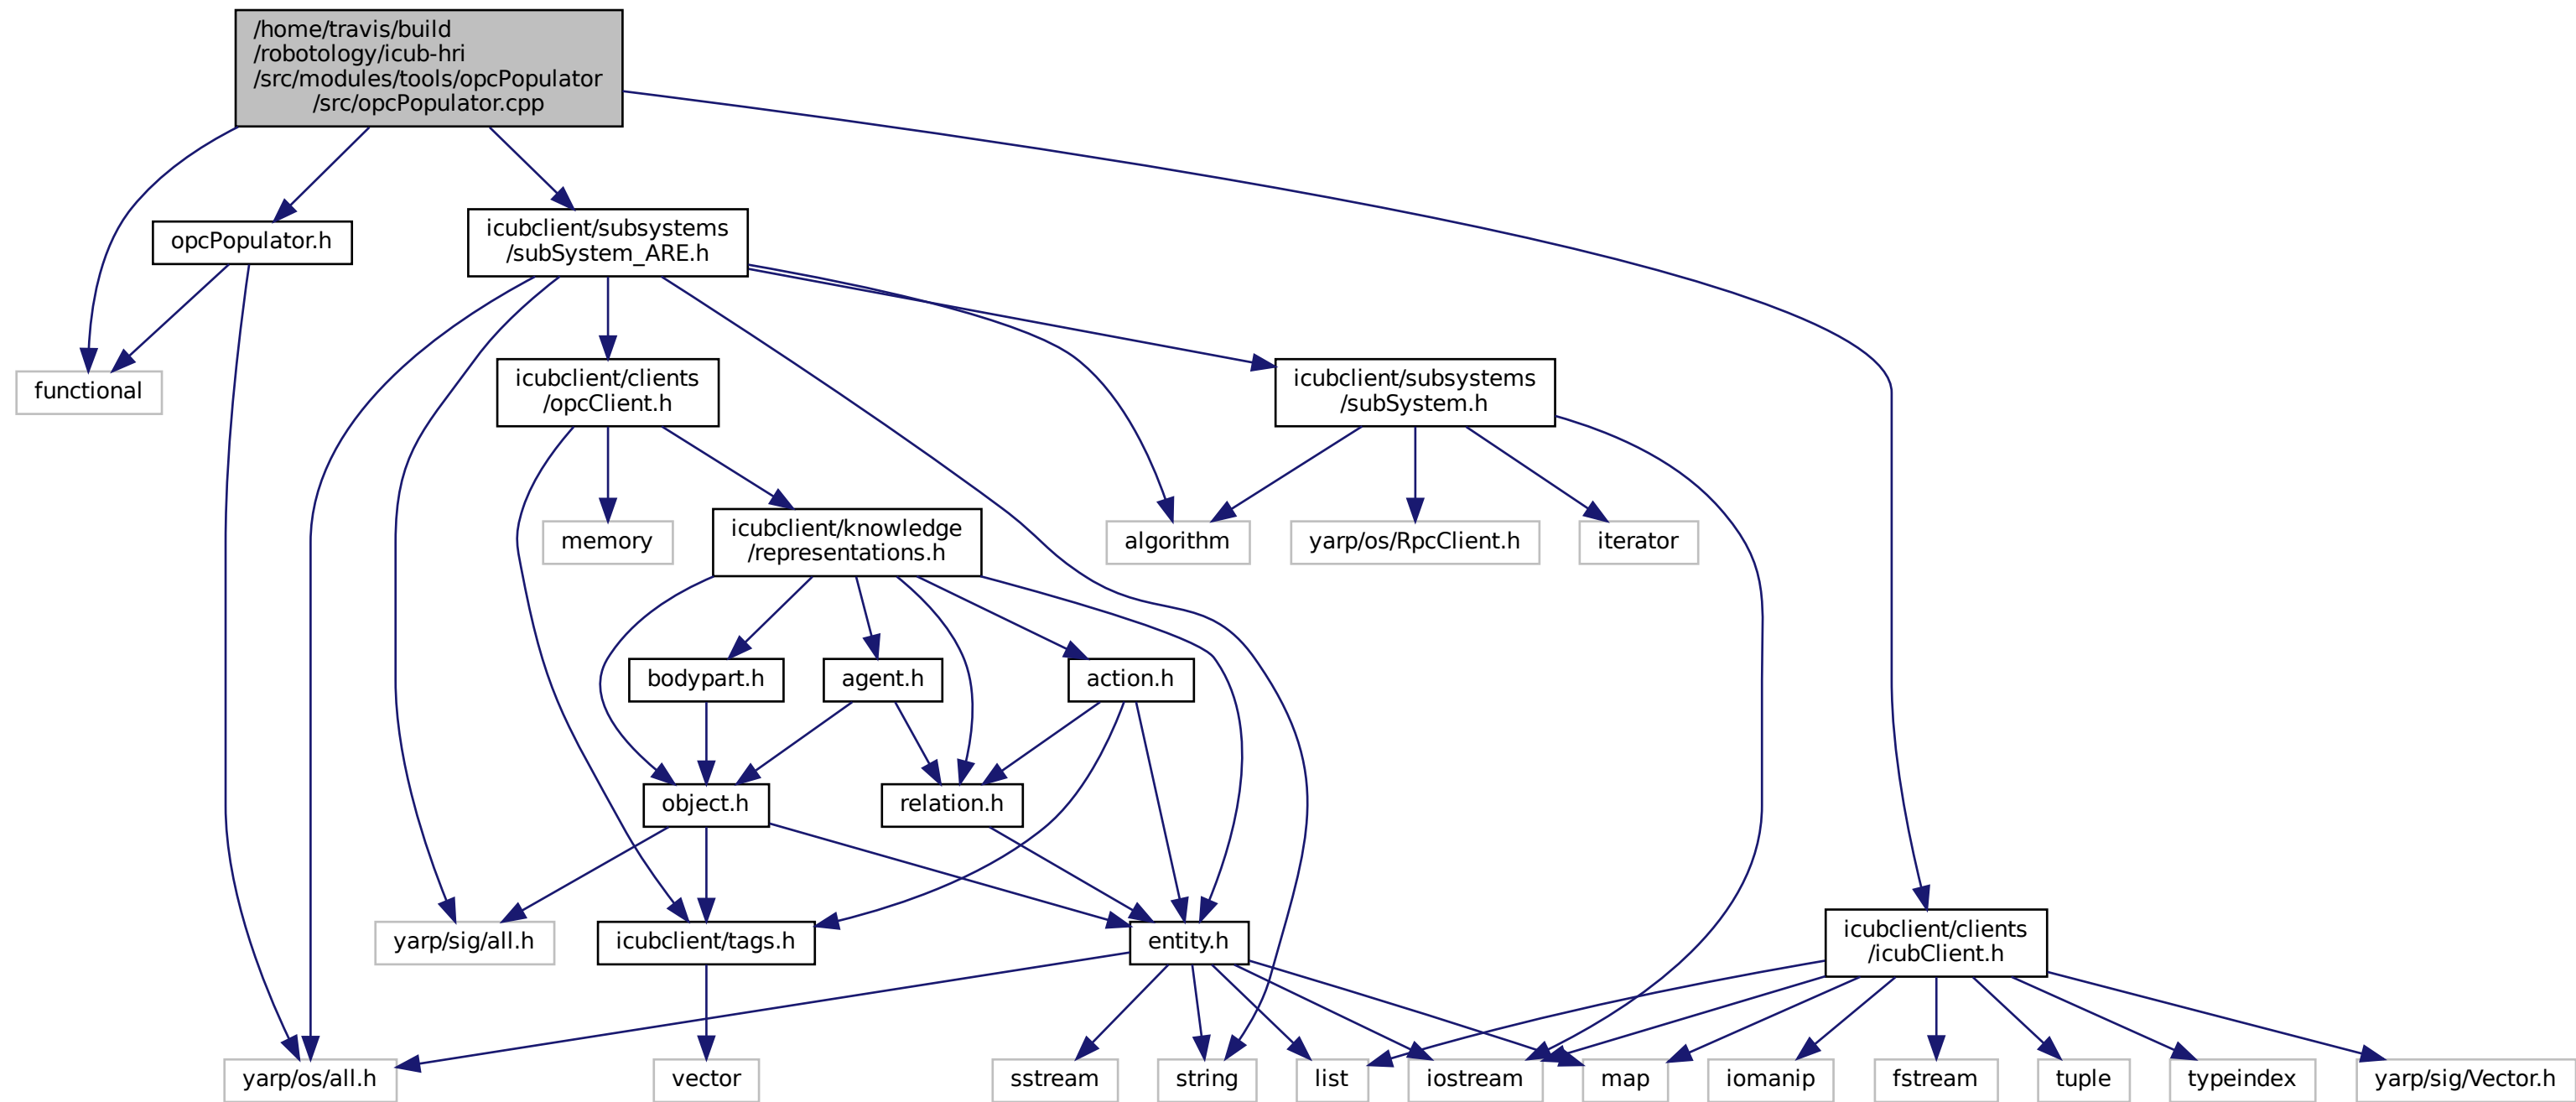 /home/travis/build
/robotology/icub-hri
/src/modules/tools/opcPopulator
/src/opcPopulator.cpp
opcPopulator.h
icubclient/subsystems
/subSystem_ARE.h
functional
icubclient/clients
/opcClient.h
icubclient/subsystems
/subSystem.h
memory
icubclient/knowledge
/representations.h
algorithm
yarp/os/RpcClient.h
iterator
bodypart.h
agent.h
action.h
object.h
relation.h
yarp/sig/all.h
icubclient/tags.h
entity.h
icubclient/clients
/icubClient.h
yarp/os/all.h
vector
sstream
string
list
iostream
map
iomanip
fstream
tuple
typeindex
yarp/sig/Vector.h